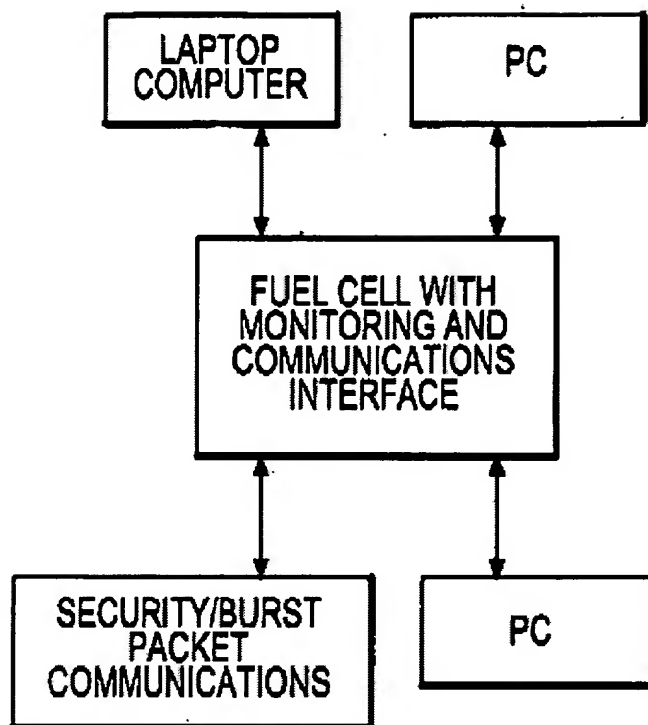 LAPTOP
COMPUTER
PC
FUEL CELL WITH
MONITORING AND
COMMUNICATIONS
INTERFACE
SECURITY/BURST
PACKET
COMMUNICATIONS
PC